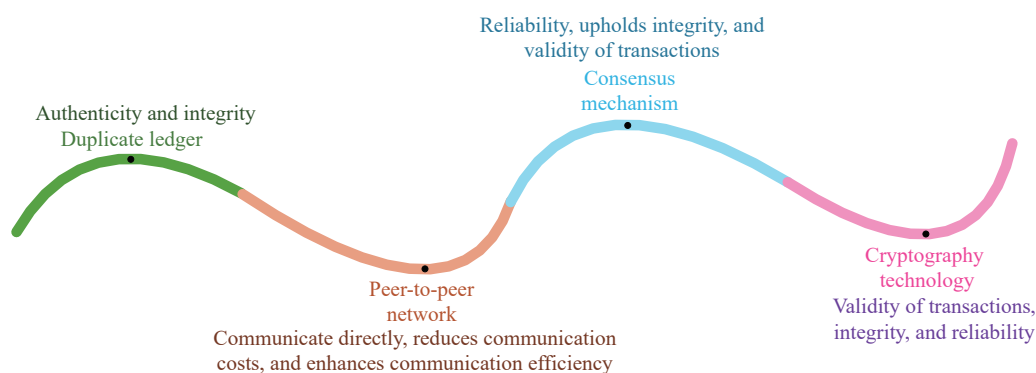 Reliability, upholds integrity, and
validity of transactions
Consensus
mechanism
Authenticity and integrity
Duplicate ledger
Peer-to-peer
network
Communicate directly, reduces communication
costs, and enhances communication efficiency
Cryptography
technology
Validity of transactions,
integrity, and reliability